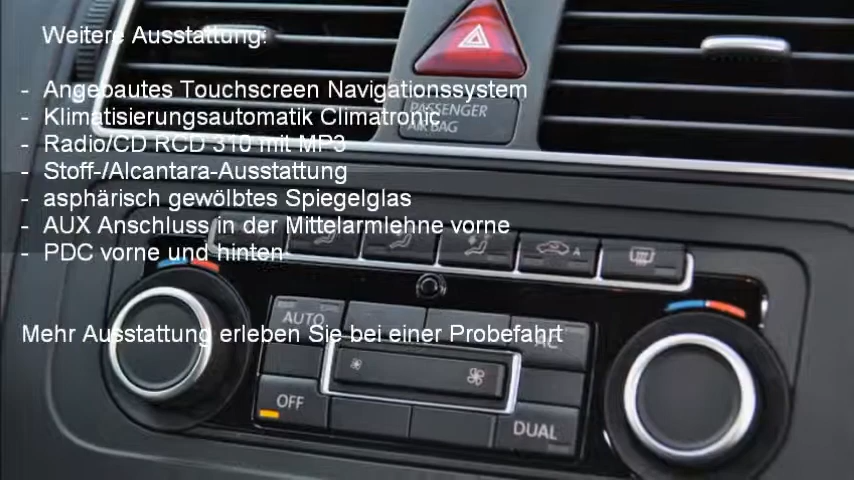 Weitere Ausstattung:
- Angebautes Touchscreen Navigationssystem
- Klimatisierungsautomatik Climatronic
- Radio/CD RCD 310 mit MP3
- Stoff-/Alcantara-Ausstattung
- asphärisch gewölbtes Spiegelglas
- AUX Anschluss in der Mittelarmlehne vorne
- PDC vorne und hinten
Mehr Ausstattung erleben Sie bei einer Probefahrt
PASSENGER
AIR BAG
A
AUTO
AC
OFF
DUAL